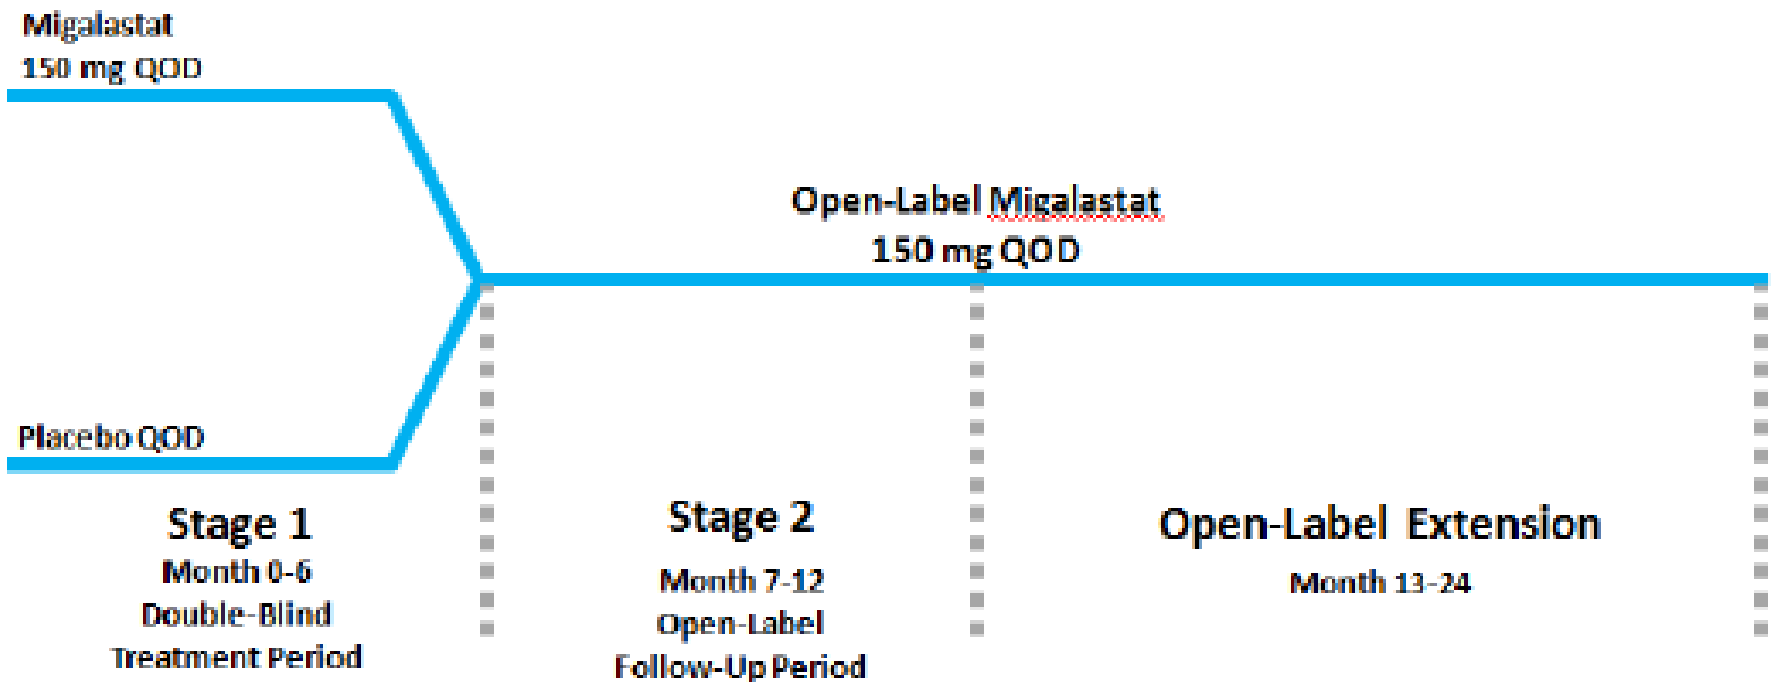 Migalastat
150 mg QOD
Open-Label Migalastat
150 mg QOD
Placebo QOD
Stage 1
Month 0-6
Double-Blind
Treatment Period
Stage 2
Month 7-12
Open-Label
Follow-Up Period
Open-Label Extension
Month 13-24